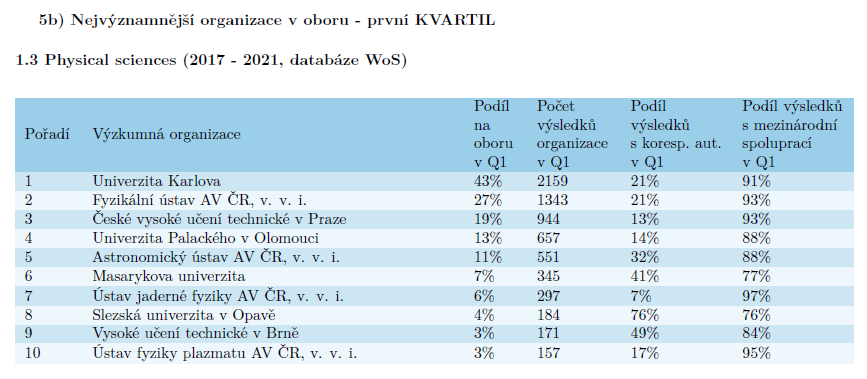 5b) Nejvýznamnější organizace v oboru - první KVARTIL
1.3 Physical sciences (2017 - 2021, databáze WoS)
Pořadí Výzkumná organizace Podíl na oboru v Q1 Počet výsledků organizace v Q1 Podíl výsledků s koresp. aut. v Q1 Podíl výsledků s mezinárodní spoluprací v Q1
1 Univerzita Karlova 43% 2159 21% 91%
2 Fyzikální ústav AV ČR, v. v. i. 27% 1343 21% 93%
3 České vysoké učení technické v Praze 19% 944 13% 93%
4 Univerzita Palackého v Olomouci 13% 657 14% 88%
5 Astronomický ústav AV ČR, v. v. i. 11% 551 32% 88%
6 Masarykova univerzita 7% 345 41% 77%
7 Ústav jaderné fyziky AV ČR, v. v. i. 6% 297 7% 97%
8 Slezská univerzita v Opavě 4% 184 76% 76%
9 Vysoké učení technické v Brně 3% 171 49% 84%
10 Ústav fyziky plazmatu AV ČR, v. v. i. 3% 157 17% 95%